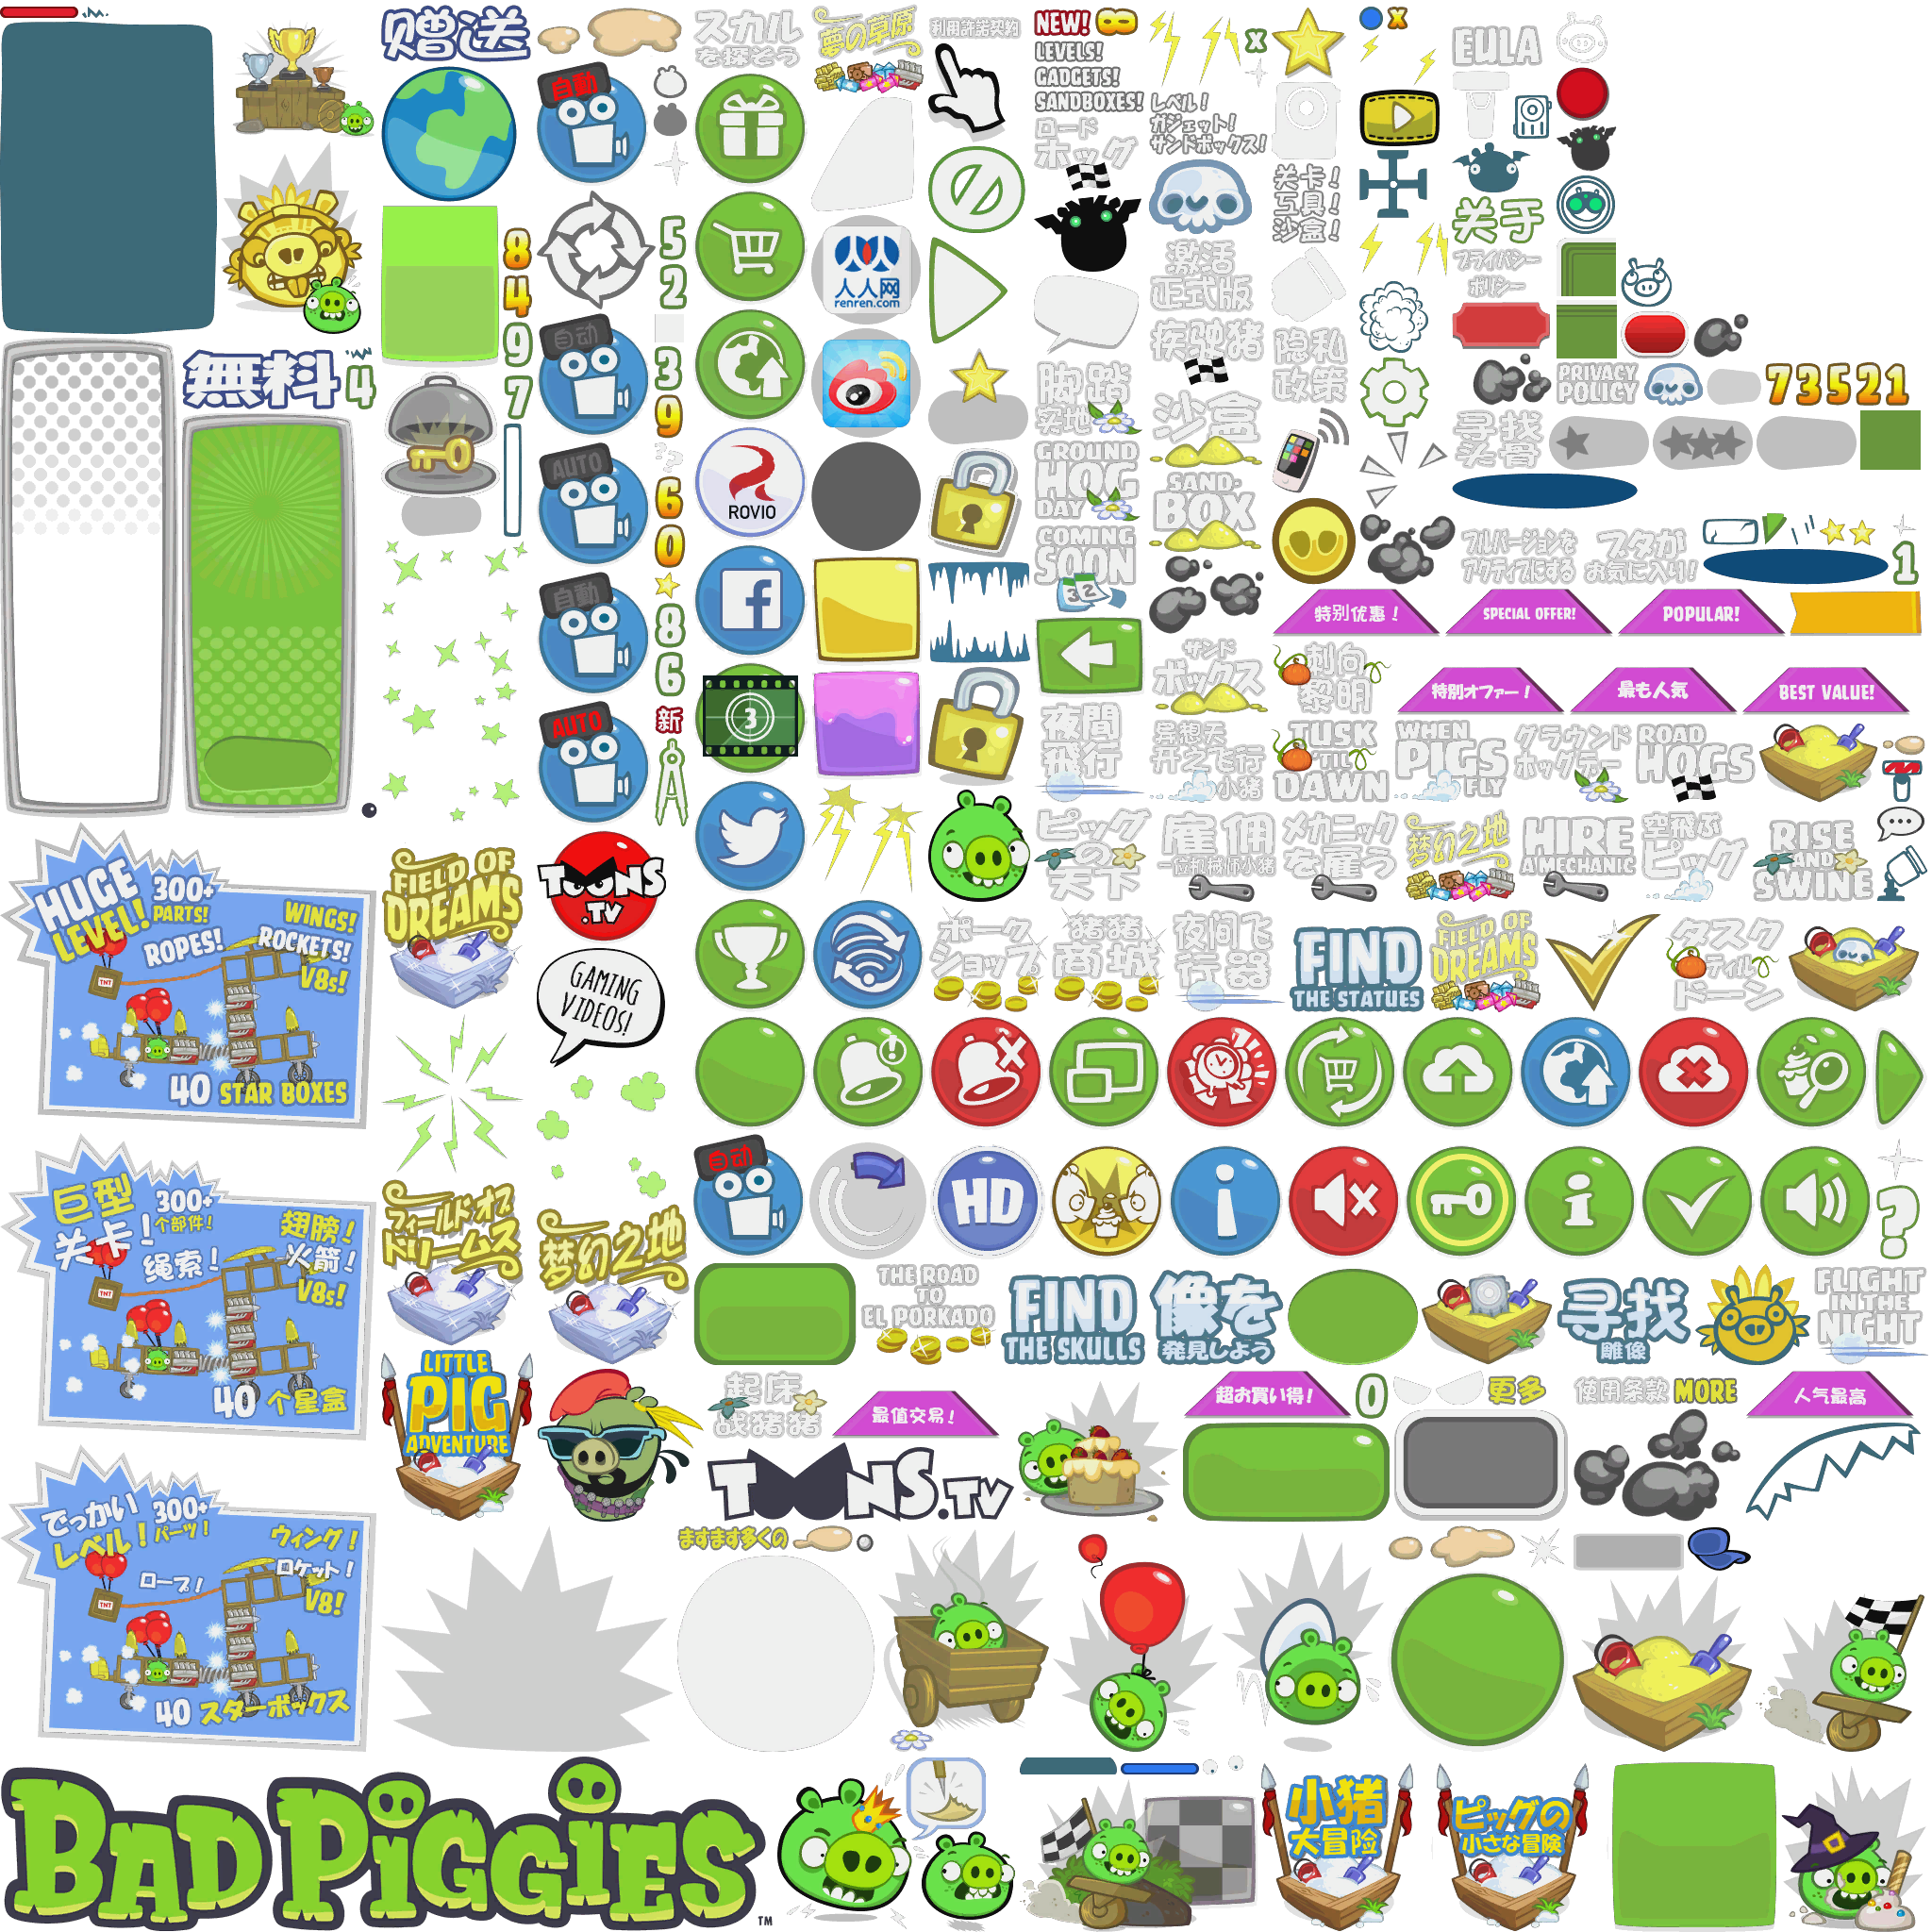 赠送
スカル
を探そう
夢の草原
利用許諾契約
NEW!
LEVELS!
GADGETS!
SANDBOXES!
レベル!
ガジェット!
サンドボックス!
X
X
EULA
自動
ロード
ホッグ
关卡!
工具!
沙盒!
关于
激活
正式版
プライバシー
ポリシー
人人网
renren.com
8
4
9
7
5
2
3
9
自动
無料
4
疾驶猪
隐私
政策
PRIVACY
POLICY
7 3 5 2 1
脚踏
实地
沙盒
寻找
头骨
AUTO
6
0
ROVIO
GROUND
HOG
DAY
SAND-
BOX
COMING
SOON
32
フルバージョンを
アクティブにする
ブタが
お気に入り!
1
自動
8
6
特别优惠!
SPECIAL OFFER!
POPULAR!
サンド
ボックス
刺向
黎明
特別オファー!
最も人気
BEST VALUE!
AUTO
新
3
夜間
飛行
异想天
开之飞行
小猪
TUSK
'TIL
DAWN
WHEN
PIGS
FLY
グラウンド
ホッグデー
ROAD
HOGS
ピッグ
の
天下
雇佣
一位机械师小猪
メカニック
を雇う
梦幻之地
HIRE
A MECHANIC
空飛ぶ
ピッグ
RISE
AND
SWINE
HUGE
LEVEL!
300+
PARTS!
ROPES!
WINGS!
ROCKETS!
V8s!
TNT
40 STAR BOXES
FIELD OF
DREAMS
TOONS
.TV
GAMING
VIDEOS!
ポーク
ショップ
猪猪
商城
夜间飞
行器
FIND
THE STATUES
FIELD OF
DREAMS
タスク
ティル
ドーン
巨型
关卡!
300+
个部件!
绳索!
翅膀!
火箭!
V8s!
TNT
40 个星盒
フィールドオブ
ドリームス
梦幻之地
自动
HD
i
i
?
THE ROAD
TO
EL PORKADO
FIND
THE SKULLS
像を
発見しよう
寻找
雕像
FLIGHT
IN THE
NIGHT
LITTLE
PIG
ADVENTURE
起床
战猪猪
最值交易!
超お買い得!
0
更多
使用条款
MORE
人气最高
TOONS.TV
でっかい
レベル!
300+
パーツ!
ロープ!
ウィング!
ロケット!
V8!
TNT
40 スターボックス
ますます多くの
BAD PIGGIES
TM
小猪
大冒险
ピッグの
小さな冒険